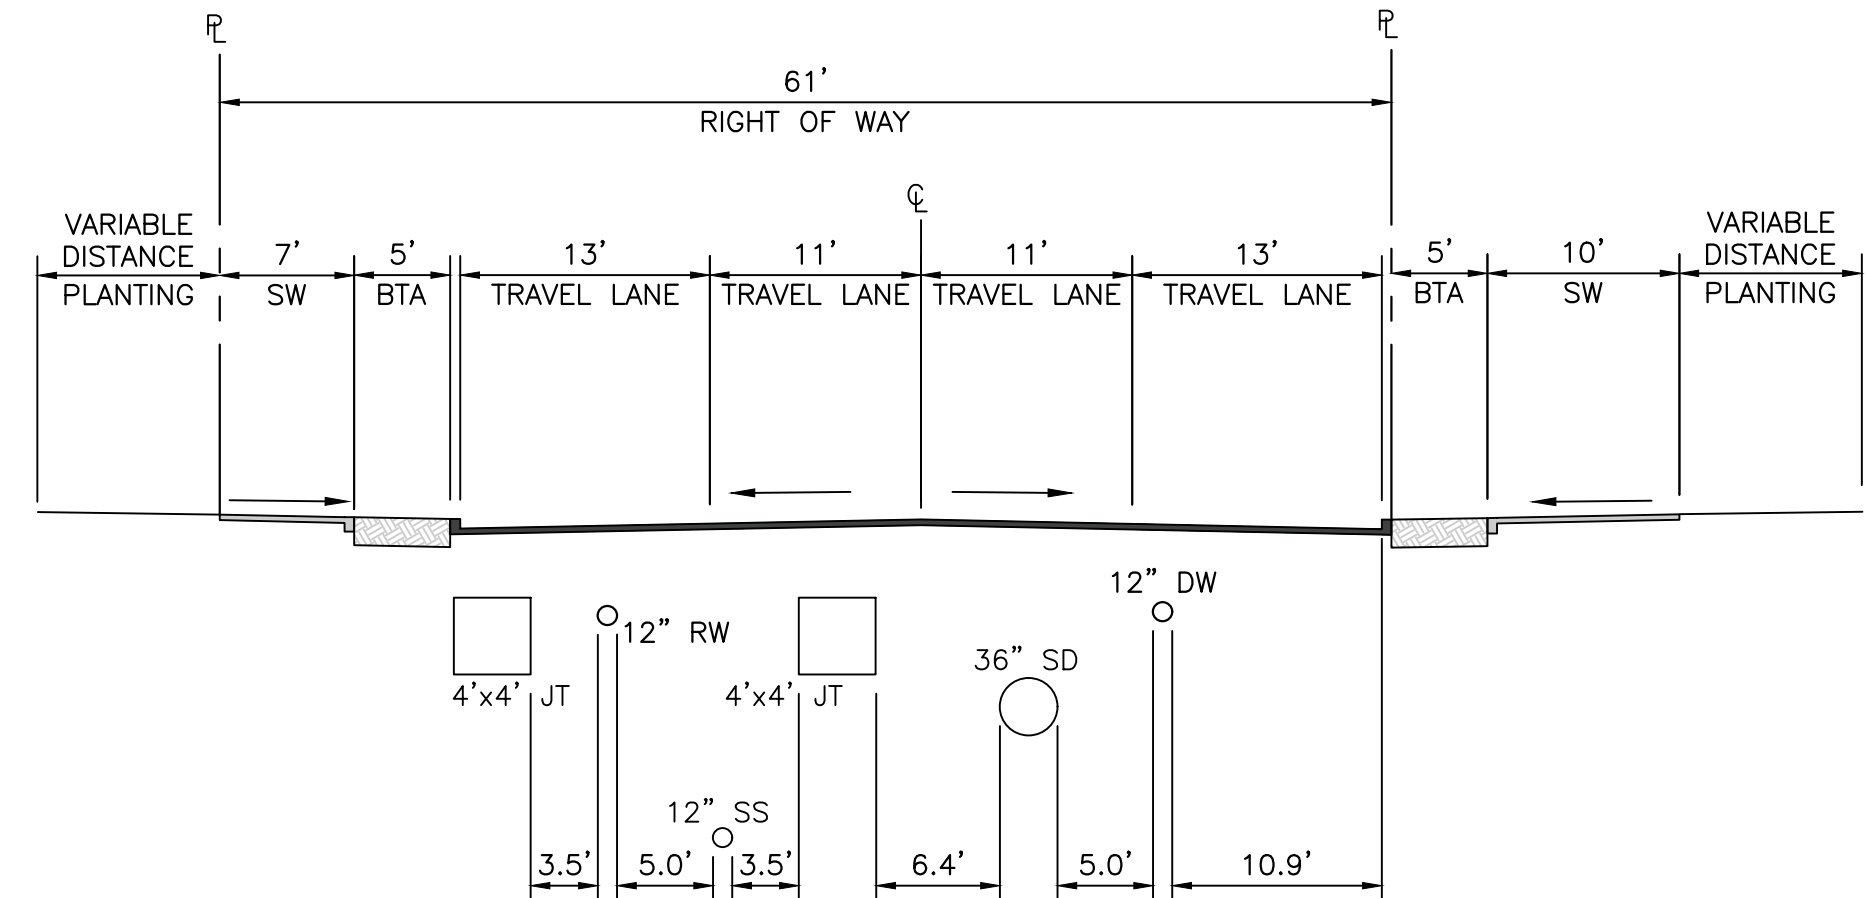 PL PL
61'
RIGHT OF WAY
CL
VARIABLE
DISTANCE
PLANTING
7'
SW
5'
BTA
13'
TRAVEL LANE
11'
TRAVEL LANE
11'
TRAVEL LANE
13'
TRAVEL LANE
5'
BTA
10'
SW
VARIABLE
DISTANCE
PLANTING
4'x4' JT
12" RW
12" SS
4'x4' JT
36" SD
12" DW
3.5' 5.0' 3.5' 6.4' 5.0' 10.9'